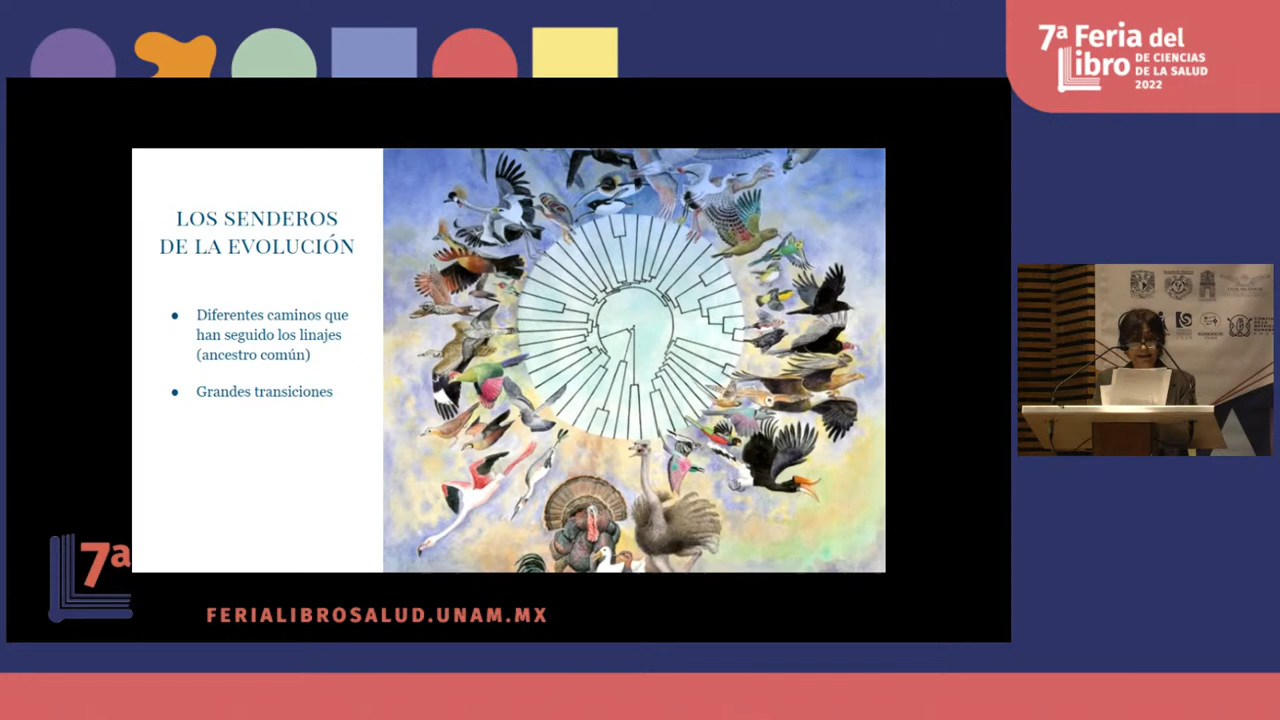 7ª Feria del
Libro DE CIENCIAS
DE LA SALUD
2022
LOS SENDEROS
DE LA EVOLUCIÓN
• Diferentes caminos que
han seguido los linajes
(ancestro común)
• Grandes transiciones
7ª
FERIALIBROSALUD.UNAM.MX